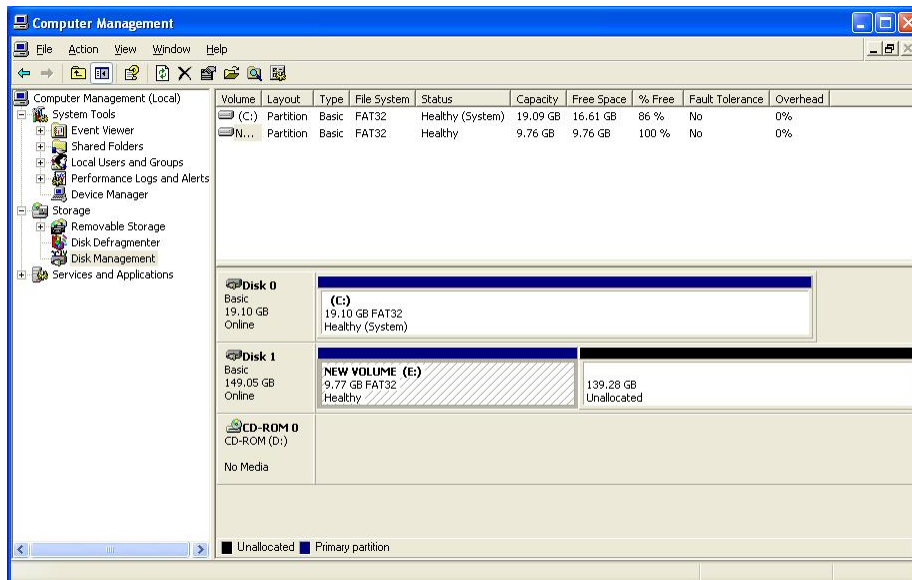 Computer Management
File Action View Window Help
Computer Management (Local)
System Tools
Event Viewer
Shared Folders
Local Users and Groups
Performance Logs and Alerts
Device Manager
Storage
Removable Storage
Disk Defragmenter
Disk Management
Services and Applications
Volume Layout Type File System Status Capacity Free Space % Free Fault Tolerance Overhead
(C:) Partition Basic FAT32 Healthy (System) 19.09 GB 16.61 GB 86 % No 0%
N... Partition Basic FAT32 Healthy 9.76 GB 9.76 GB 100 % No 0%
Disk 0
Basic
19.10 GB
Online
(C:)
19.10 GB FAT32
Healthy (System)
Disk 1
Basic
149.05 GB
Online
NEW VOLUME (E:)
9.77 GB FAT32
Healthy
139.28 GB
Unallocated
CD-ROM 0
CD-ROM (D:)
No Media
Unallocated Primary partition